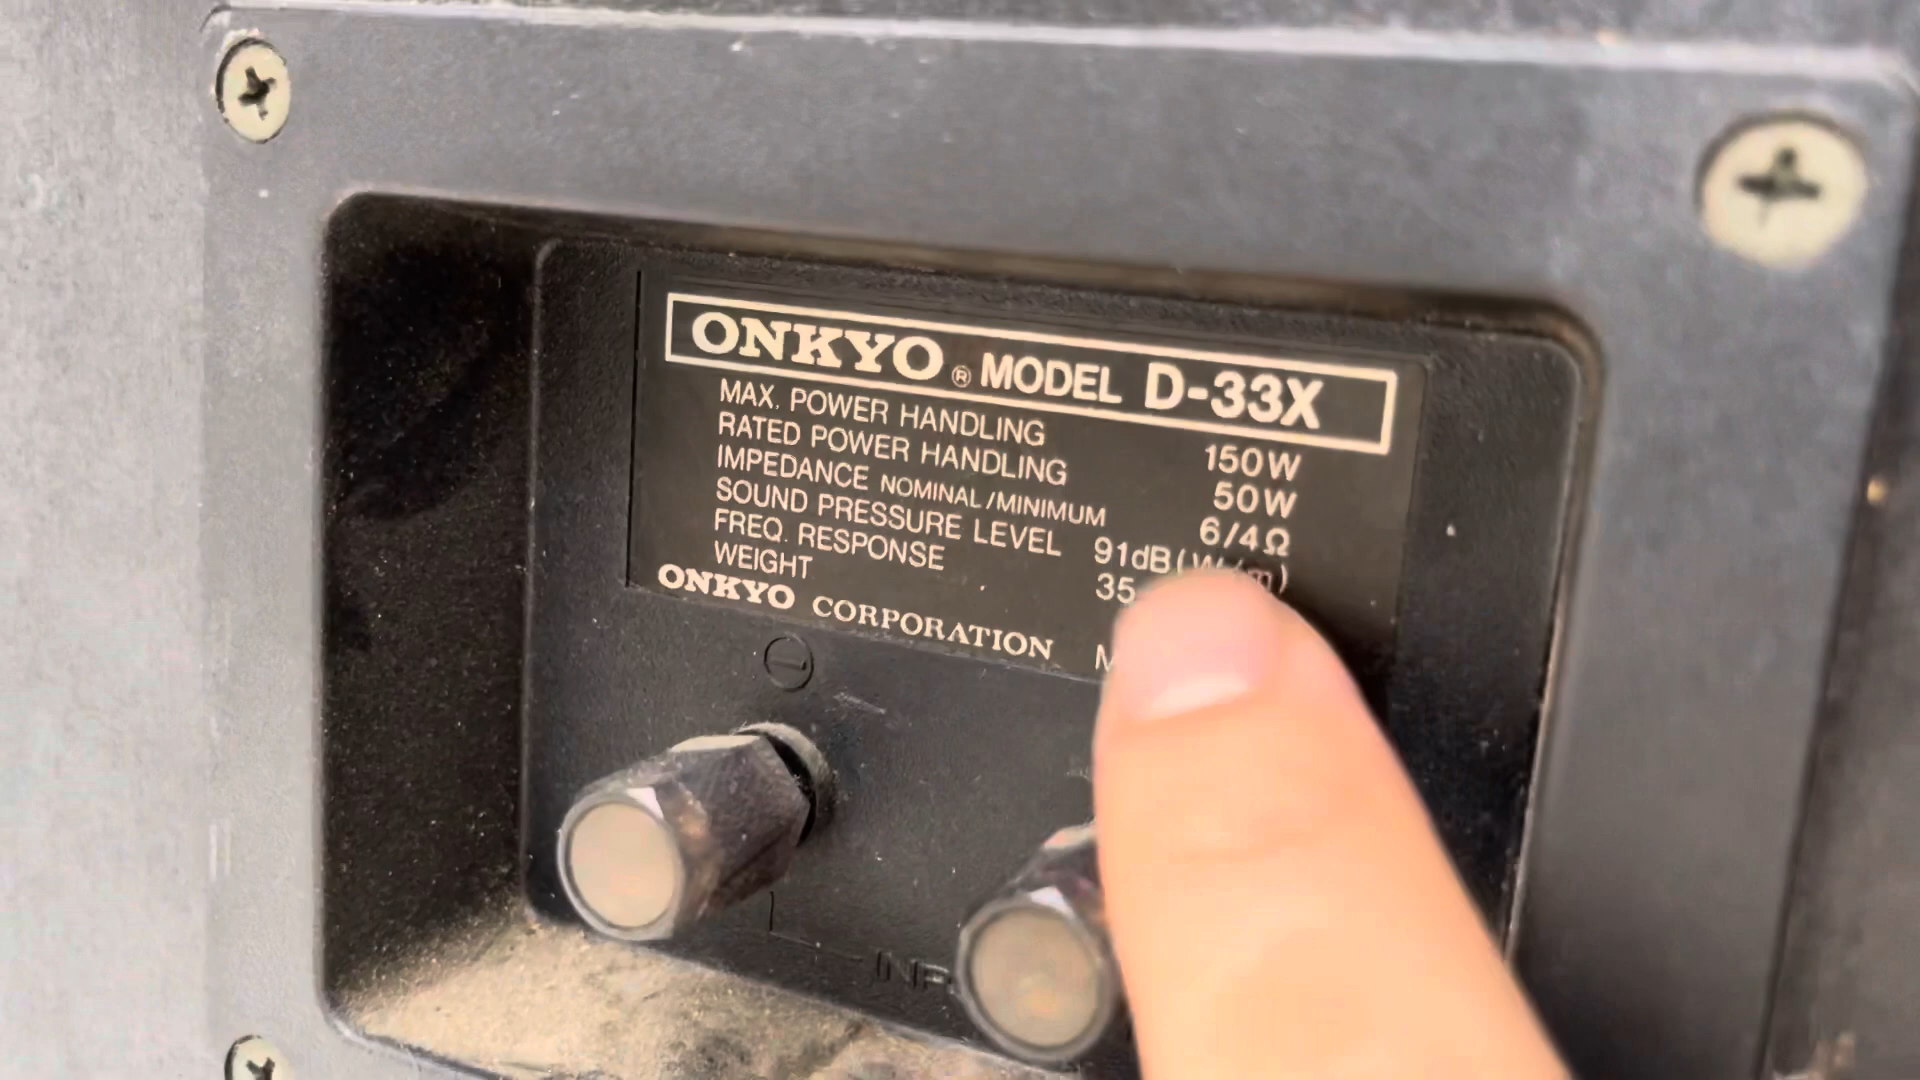 ONKYO® MODEL D-33X
MAX. POWER HANDLING 150W
RATED POWER HANDLING 50W
IMPEDANCE NOMINAL/MINIMUM 6/4Ω
SOUND PRESSURE LEVEL 91dB(W/m)
FREQ. RESPONSE 35
WEIGHT
ONKYO CORPORATION